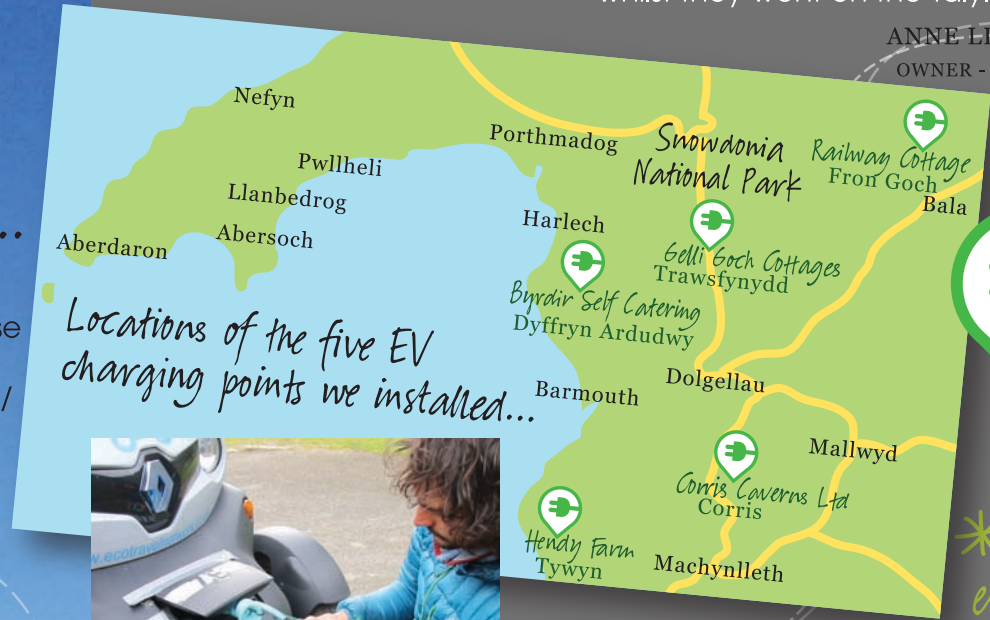 ANNE
OWNER -
Nefyn
Porthmadog
Snowdonia
National Park
Railway Cottage
Fron Goch
Bala
Pwllheli
Llanbedrog
Abersoch
Aberdaron
Harlech
Gelli Goch Cottages
Trawsfynydd
Byrdir Self Catering
Dyffryn Ardudwy
Locations of the five EV
charging points we installed...
Barmouth
Dolgellau
Mallwyd
Corris Caverns Ltd
Corris
Hendy Farm
Tywyn
Machynlleth